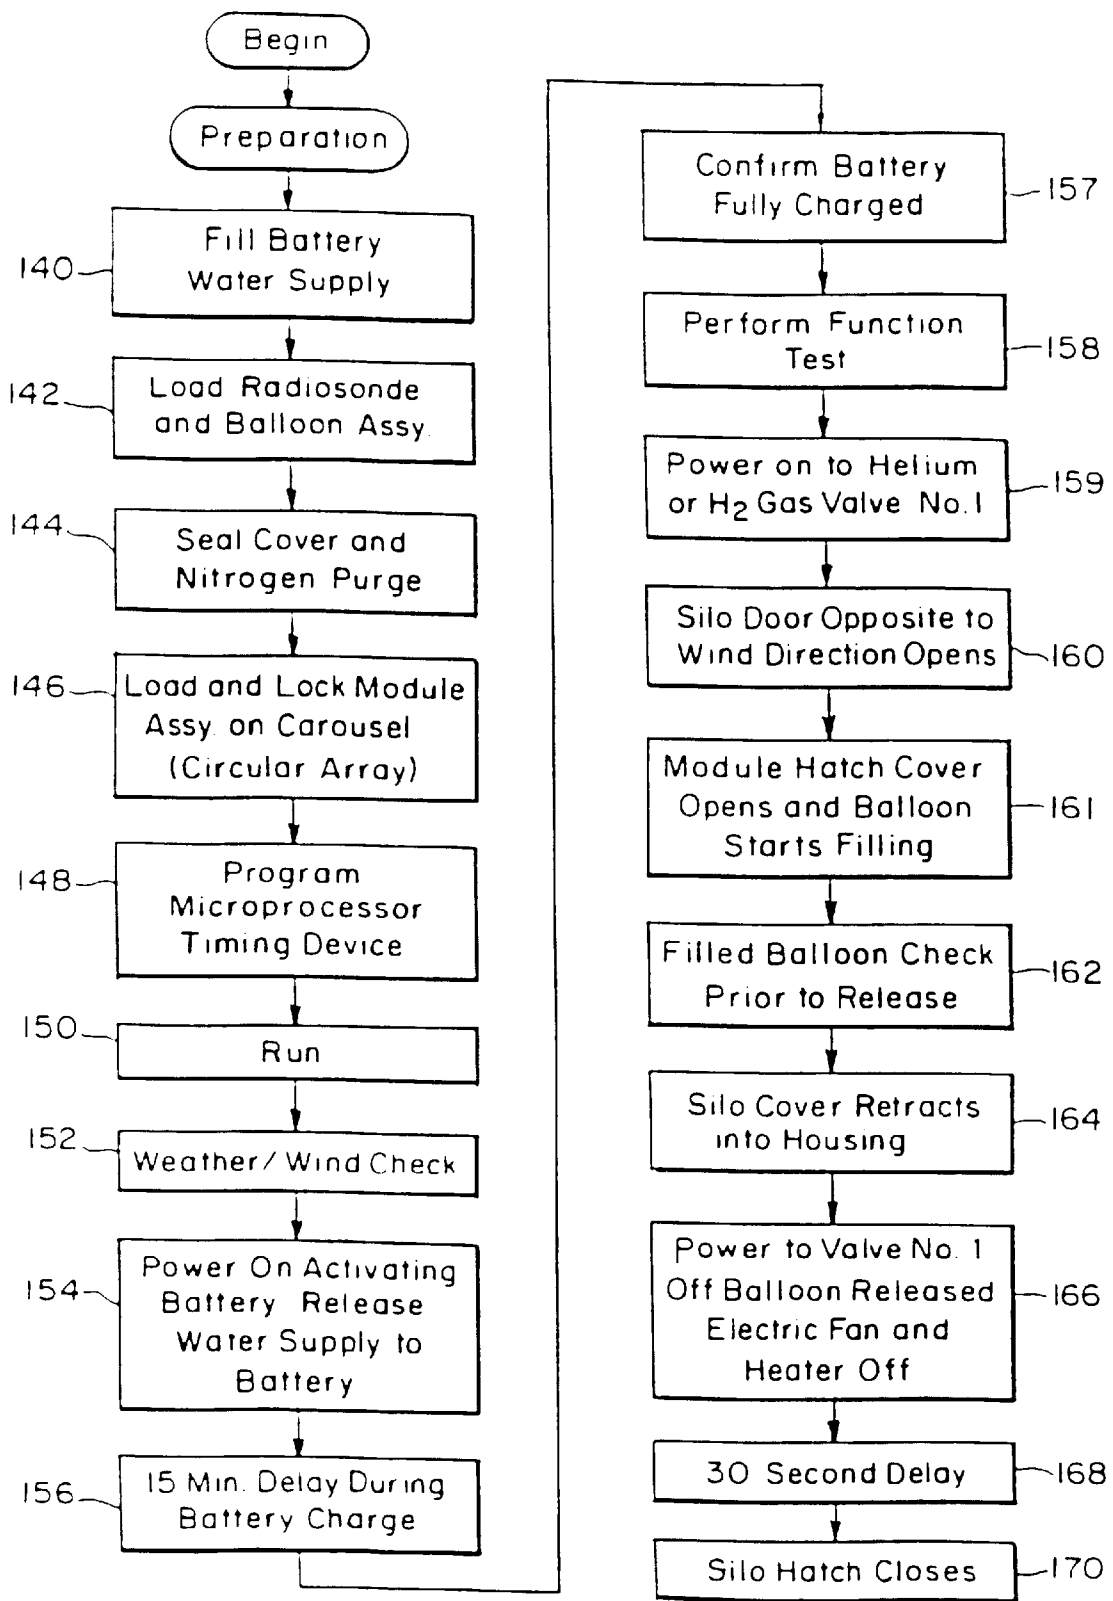 Begin
Preparation
Fill Battery
Water Supply
140
Load Radiosonde
and Balloon Assy.
142
Seal Cover and
Nitrogen Purge
144
Load and Lock Module
Assy. on Carousel
(Circular Array)
146
Program
Microprocessor
Timing Device
148
Run
150
Weather/Wind Check
152
Power On Activating
Battery Release
Water Supply to
Battery
154
15 Min. Delay During
Battery Charge
156
Confirm Battery
Fully Charged
157
Perform Function
Test
158
Power on to Helium
or H2 Gas Valve No. 1
159
Silo Door Opposite to
Wind Direction Opens
160
Module Hatch Cover
Opens and Balloon
Starts Filling
161
Filled Balloon Check
Prior to Release
162
Silo Cover Retracts
into Housing
164
Power to Valve No. 1
Off Balloon Released
Electric Fan and
Heater Off
166
30 Second Delay
168
Silo Hatch Closes
170